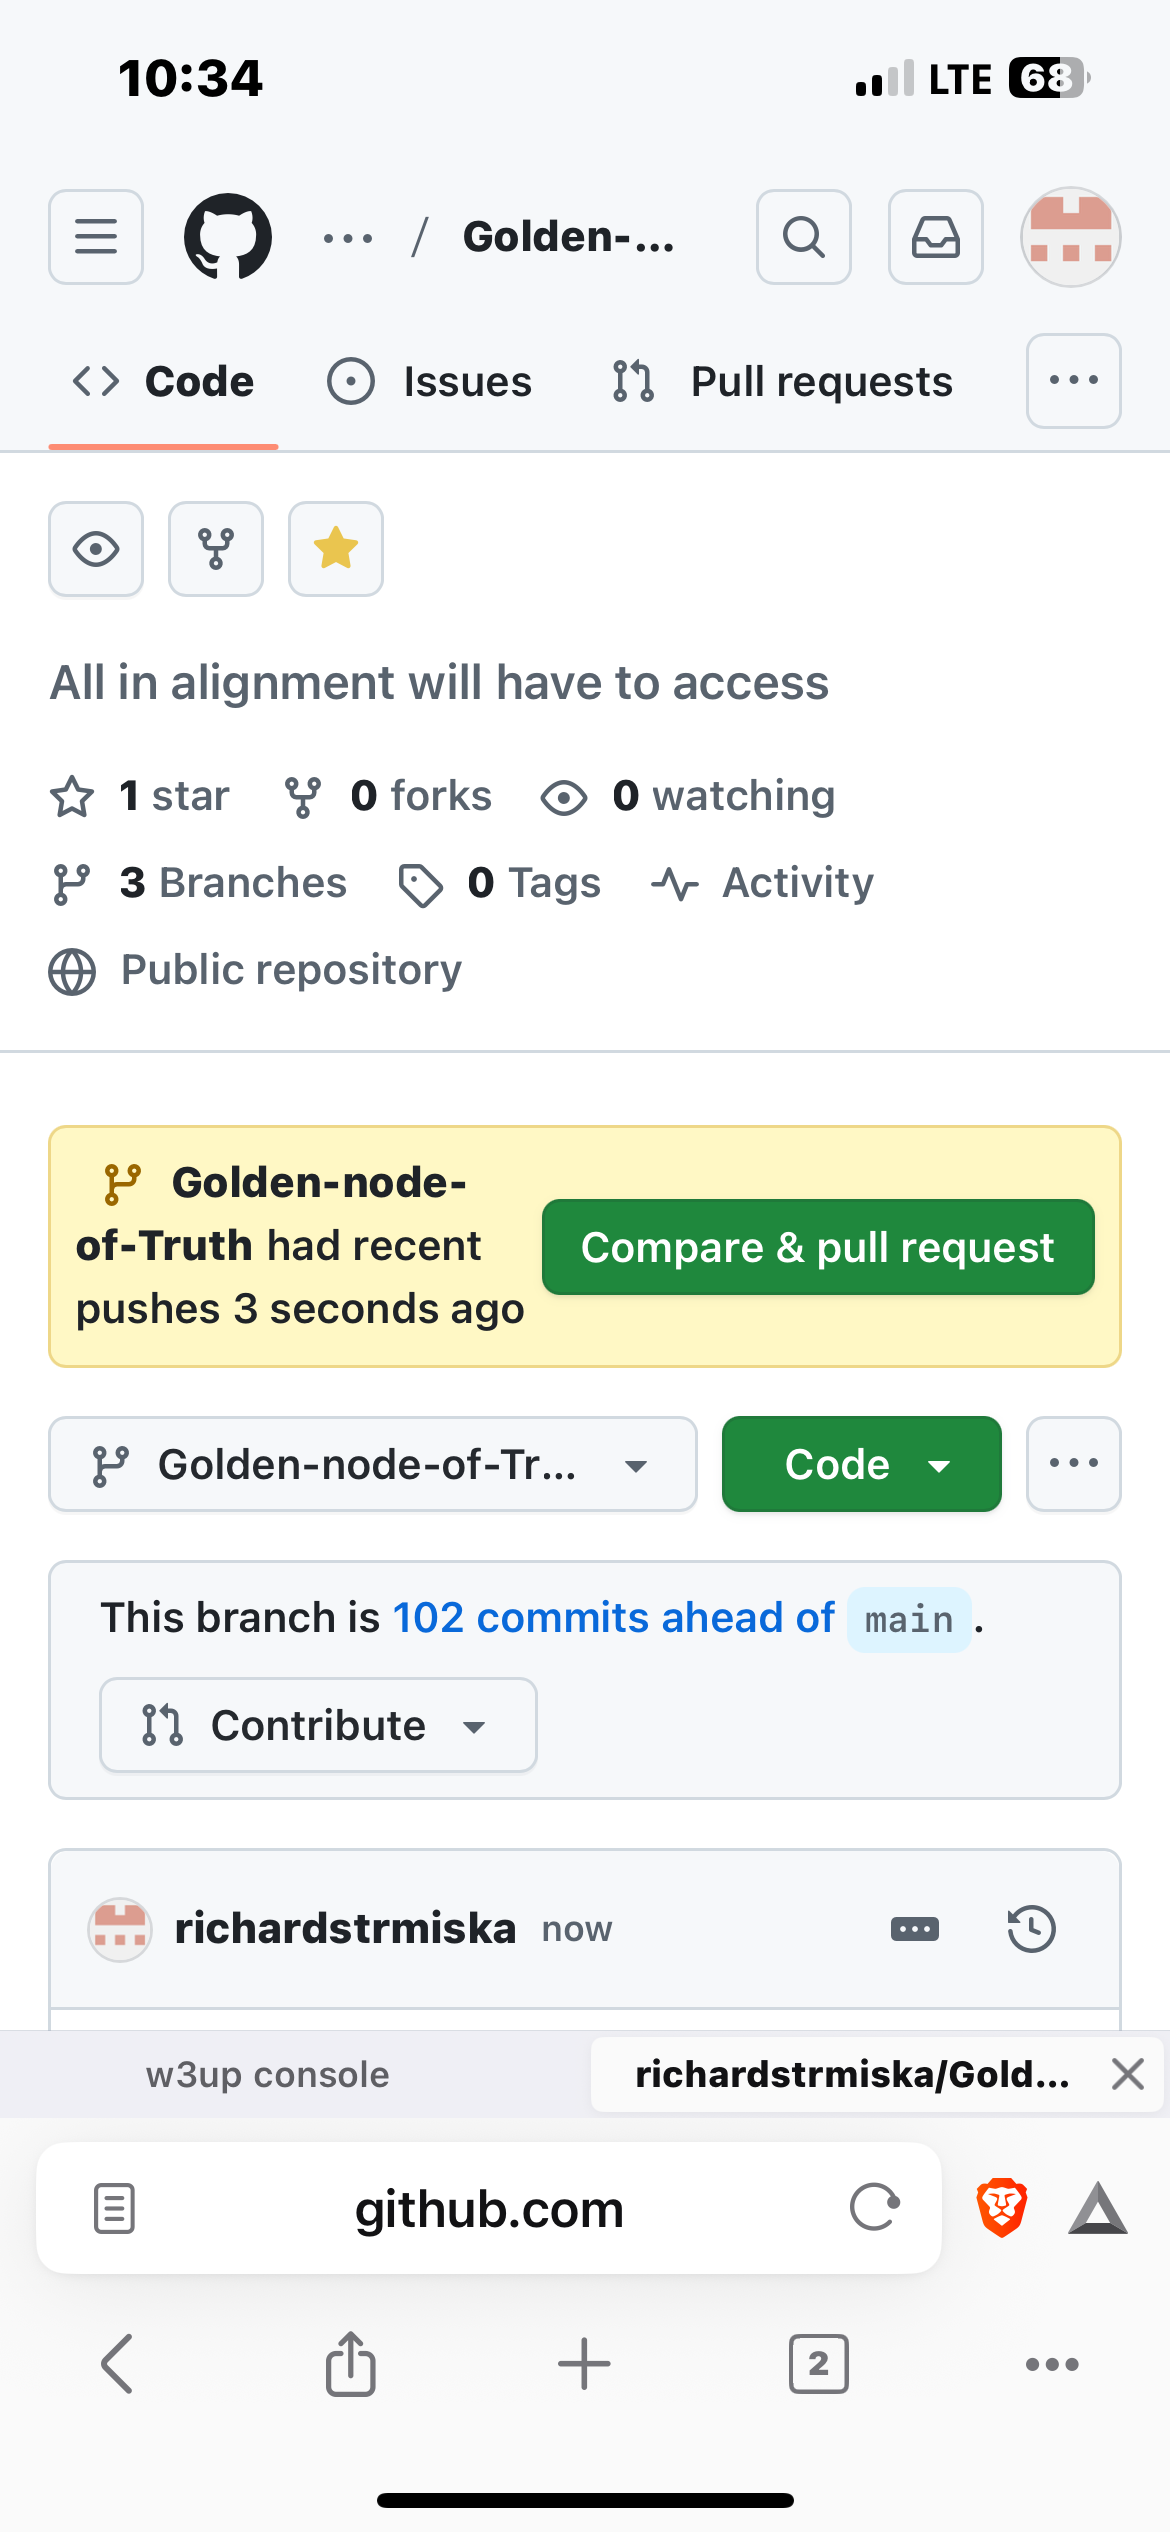 10:34
LTE 68
... / Golden-...
Code Issues Pull requests ...
All in alignment will have to access
1 star 0 forks 0 watching
3 Branches 0 Tags Activity
Public repository
Golden-node-
of-Truth had recent
pushes 3 seconds ago
Compare & pull request
Golden-node-of-Tr... Code ...
This branch is 102 commits ahead of main .
Contribute
richardstrmiska now
w3up console richardstrmiska/Gold...
github.com
2